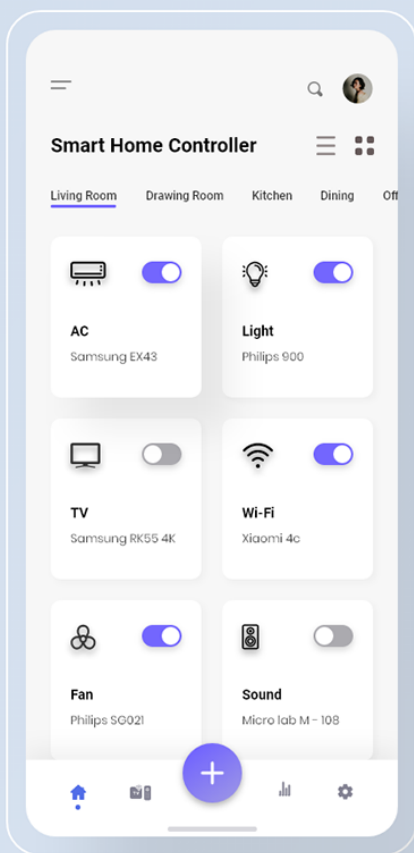 Smart Home Controller
Living Room Drawing Room Kitchen Dining Off
AC
Samsung EX43
Light
Philips 900
TV
Samsung RK55 4K
Wi-Fi
Xiaomi 4c
Fan
Philips SG021
Sound
Micro lab M - 108